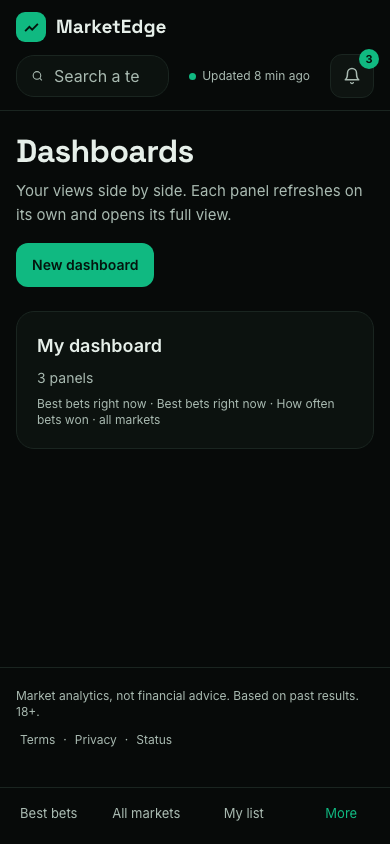 MarketEdge
Search a te
Updated 8 min ago
3
Dashboards
Your views side by side. Each panel refreshes on
its own and opens its full view.
New dashboard
My dashboard
3 panels
Best bets right now · Best bets right now · How often
bets won · all markets
Market analytics, not financial advice. Based on past results.
18+.
Terms · Privacy · Status
Best bets All markets My list More